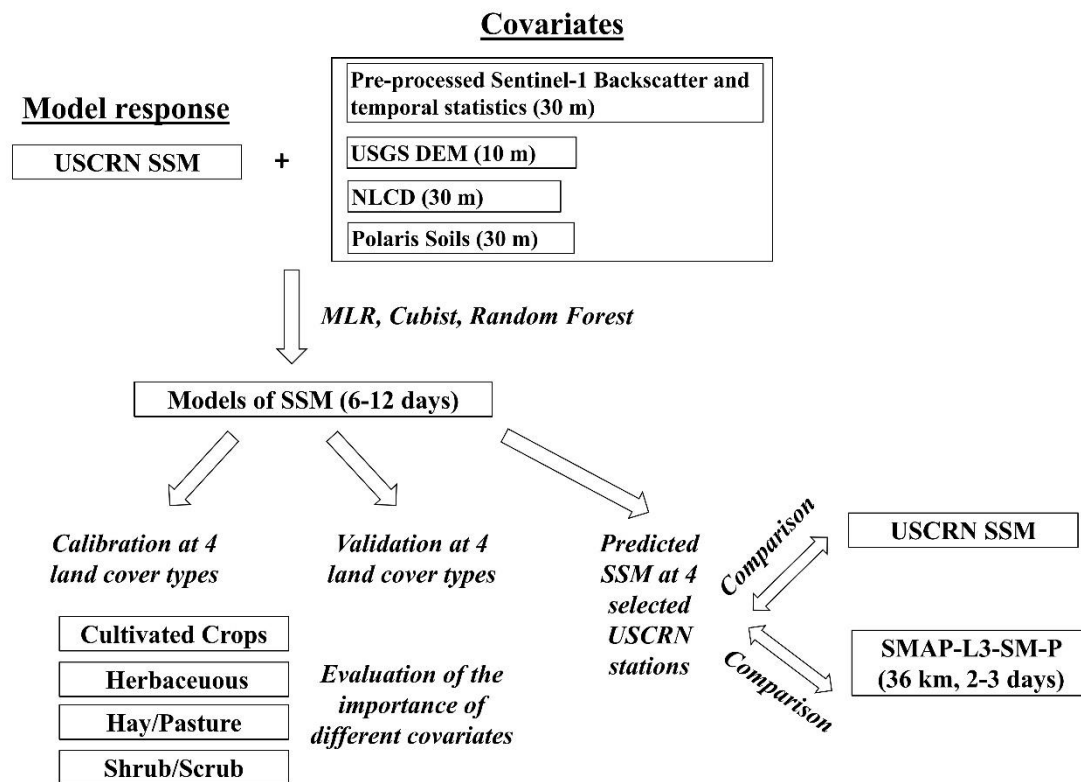 Covariates
Model response
USCRN SSM
+
Pre-processed Sentinel-1 Backscatter and
temporal statistics (30 m)
USGS DEM (10 m)
NLCD (30 m)
Polaris Soils (30 m)
MLR, Cubist, Random Forest
Models of SSM (6-12 days)
Calibration at 4
land cover types
Cultivated Crops
Herbaceuous
Hay/Pasture
Shrub/Scrub
Validation at 4
land cover types
Evaluation of the
importance of
different covariates
Predicted
SSM at 4
selected
USCRN
stations
Comparison
USCRN SSM
Comparison
SMAP-L3-SM-P
(36 km, 2-3 days)